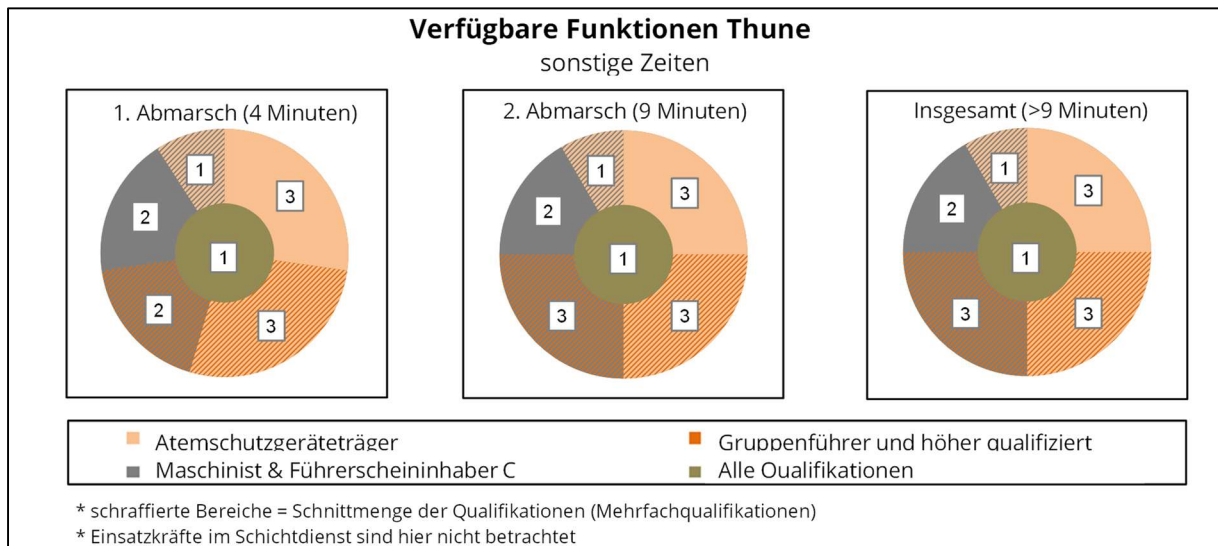 Verfügbare Funktionen Thune
sonstige Zeiten
1. Abmarsch (4 Minuten)
1
3
2
1
2
3
2. Abmarsch (9 Minuten)
1
3
2
1
3
3
Insgesamt (>9 Minuten)
1
3
2
1
3
3
Atemschutzgeräteträger
Gruppenführer und höher qualifiziert
Maschinist & Führerscheininhaber C
Alle Qualifikationen
* schraffierte Bereiche = Schnittmenge der Qualifikationen (Mehrfachqualifikationen)
* Einsatzkräfte im Schichtdienst sind hier nicht betrachtet